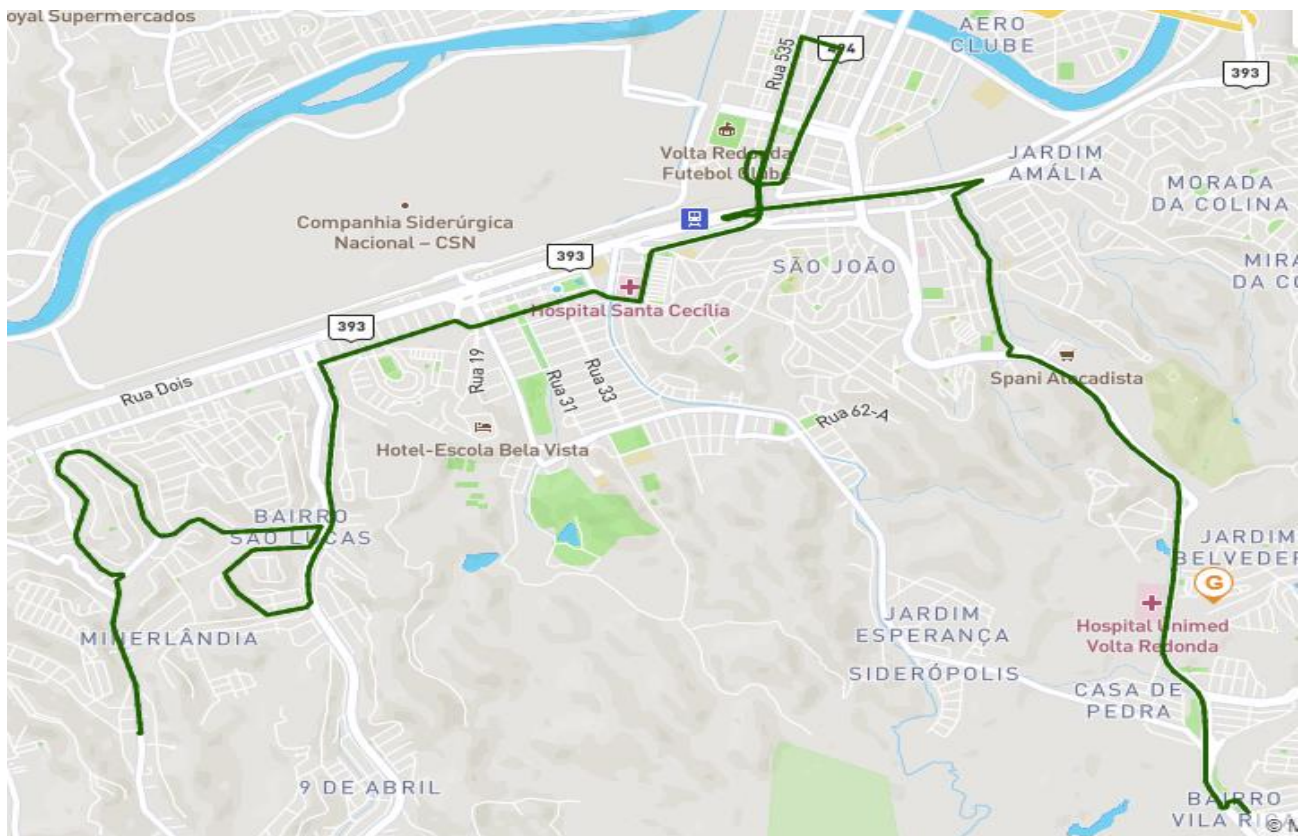 oyal Supermercados
AERO
CLUBE
Rua 535
393
Volta Redonda
Futebol Clube
JARDIM
AMÁLIA
MORADA
DA COLINA
Companhia Siderúrgica
Nacional – CSN
393
SÃO JOÃO
MIRA
DA CO
Hospital Santa Cecília
393
Rua Dois
Rua 19
Rua 31
Rua 33
Spani Atacadista
Rua 62-A
Hotel-Escola Bela Vista
BAIRRO
SÃO LUCAS
JARDIM
BELVEDER
G
MINERLÂNDIA
JARDIM
ESPERANÇA
Hospital Unimed
Volta Redonda
SIDERÓPOLIS
CASA DE
PEDRA
9 DE ABRIL
BAIRRO
VILA RICA
© M